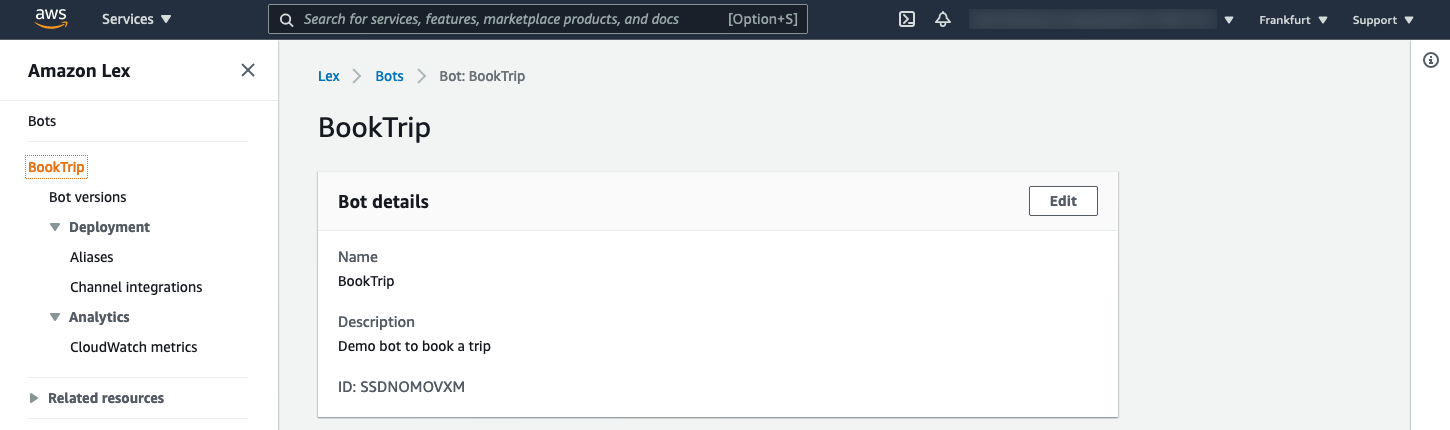 aws Services Search for services, features, marketplace products, and docs [Option+S] Frankfurt Support
Amazon Lex
Bots
BookTrip
Bot versions
Deployment
Aliases
Channel integrations
Analytics
CloudWatch metrics
Related resources
Lex Bots Bot: BookTrip
BookTrip
Bot details Edit
Name
BookTrip
Description
Demo bot to book a trip
ID: SSDNOMOVXM